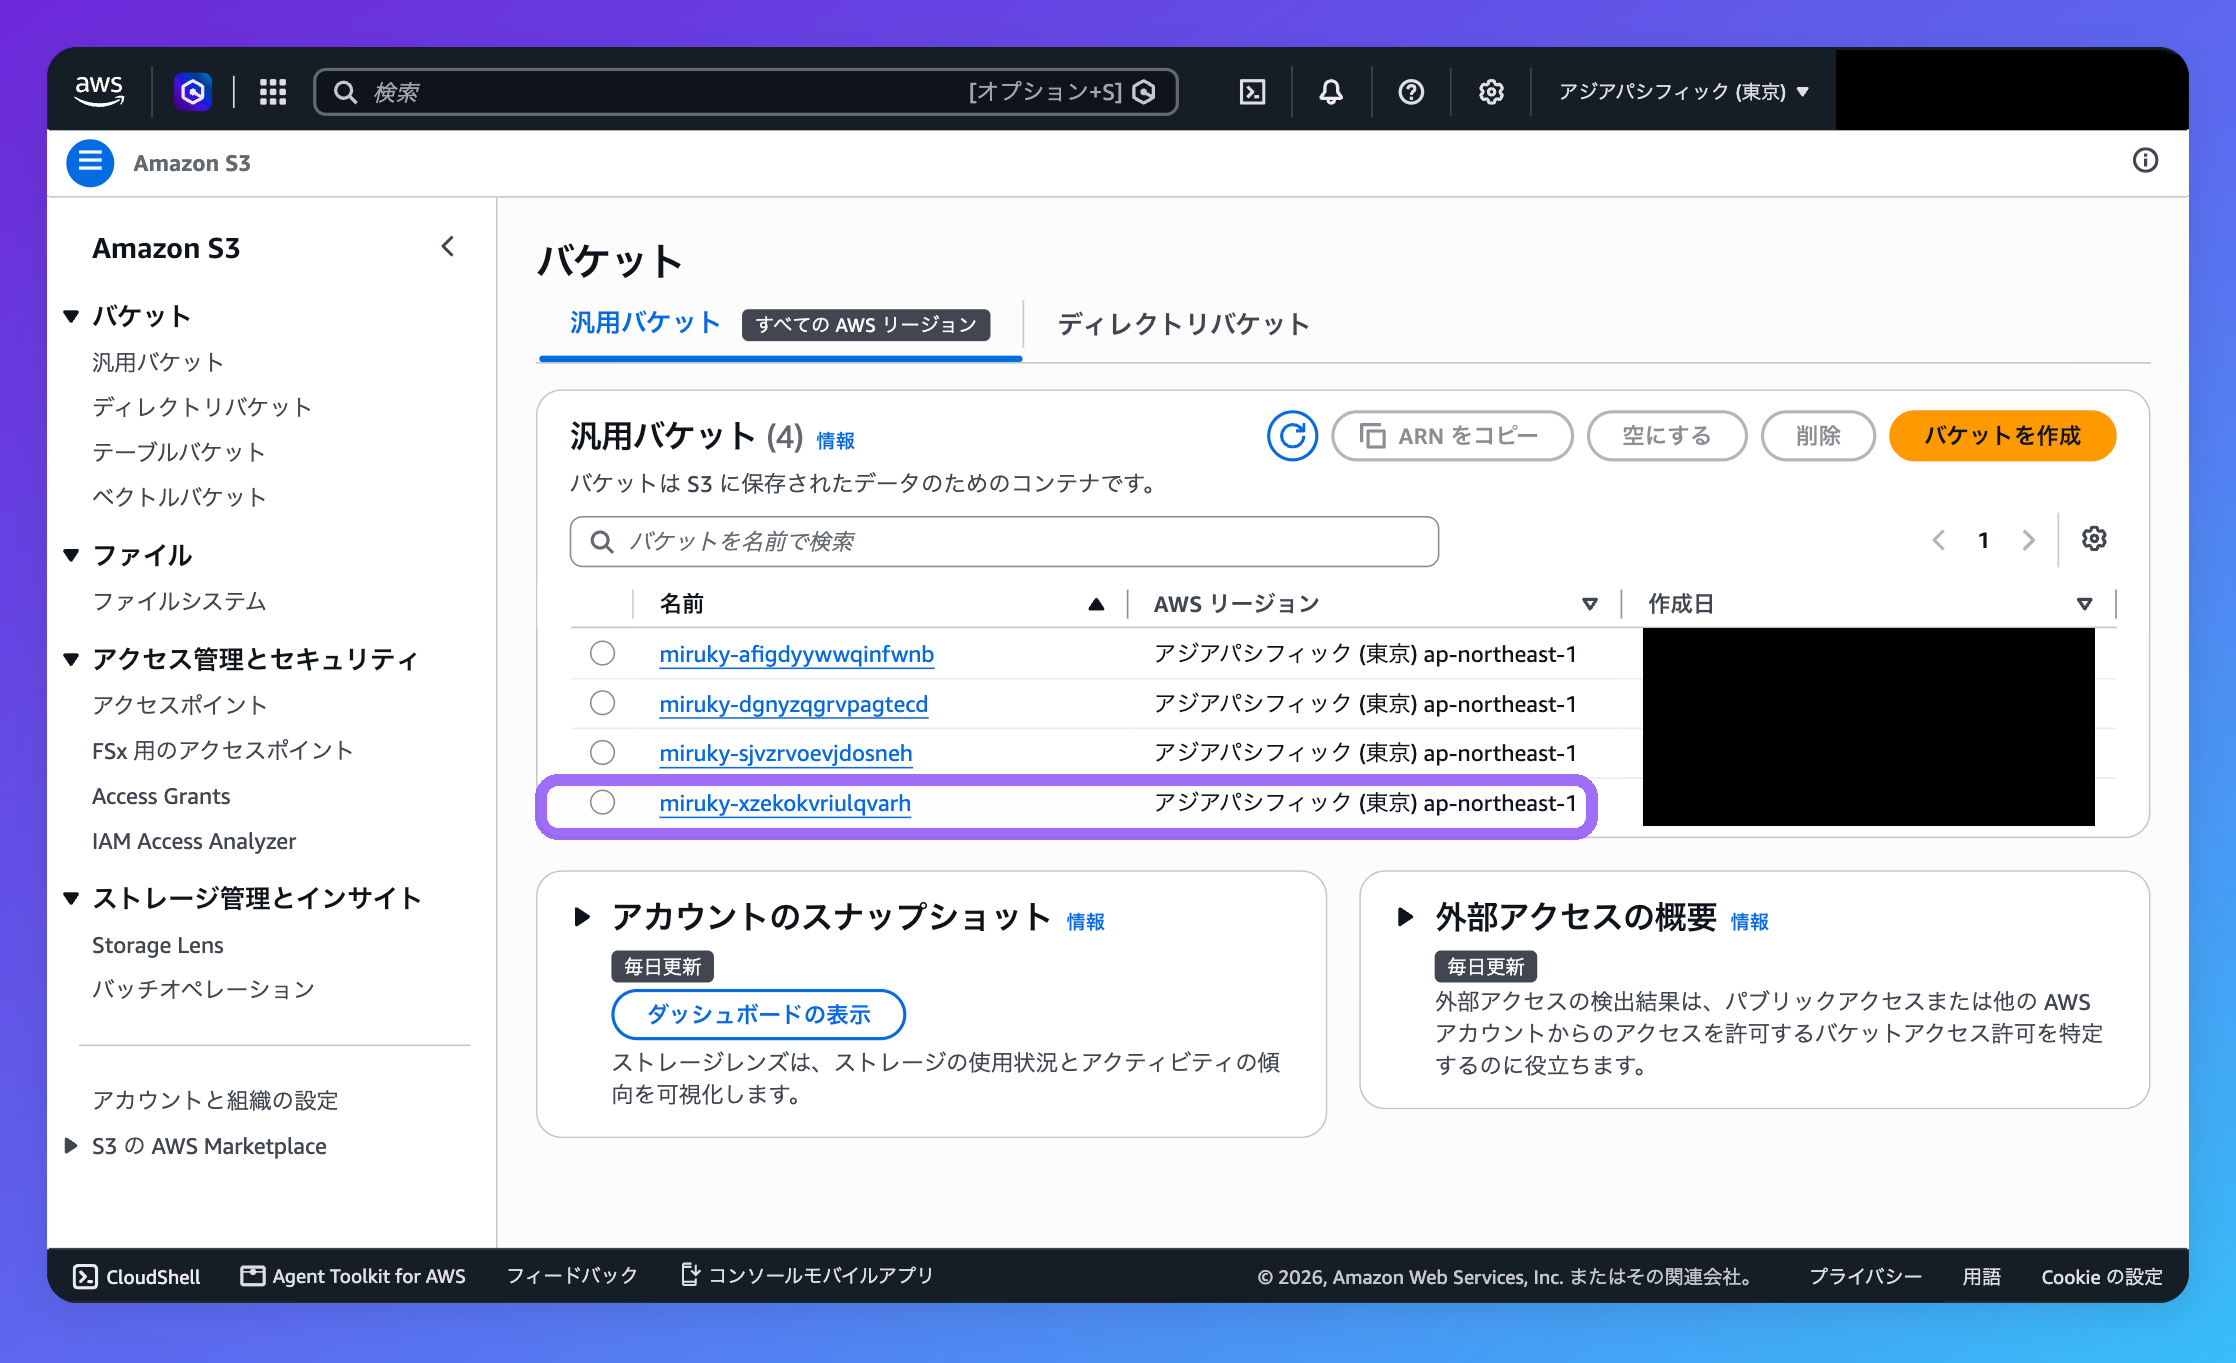 aws
検索
[オプション+S]
アジアパシフィック (東京) ▼
Amazon S3
Amazon S3
バケット
汎用バケット
ディレクトリバケット
テーブルバケット
ベクトルバケット
ファイル
ファイルシステム
アクセス管理とセキュリティ
アクセスポイント
FSx 用のアクセスポイント
Access Grants
IAM Access Analyzer
ストレージ管理とインサイト
Storage Lens
バッチオペレーション
アカウントと組織の設定
S3 の AWS Marketplace
バケット
汎用バケット すべての AWS リージョン
ディレクトリバケット
汎用バケット (4) 情報
ARN をコピー
空にする
削除
バケットを作成
バケットは S3 に保存されたデータのためのコンテナです。
バケットを名前で検索
1
名前 AWS リージョン 作成日
miruky-afigdyywwqinfwnb アジアパシフィック (東京) ap-northeast-1
miruky-dgnyzqgrvpagtecd アジアパシフィック (東京) ap-northeast-1
miruky-sjvzrvoevjdosneh アジアパシフィック (東京) ap-northeast-1
miruky-xzekokvriulqvarh アジアパシフィック (東京) ap-northeast-1
アカウントのスナップショット 情報
毎日更新
ダッシュボードの表示
ストレージレンズは、ストレージの使用状況とアクティビティの傾
向を可視化します。
外部アクセスの概要 情報
毎日更新
外部アクセスの検出結果は、パブリックアクセスまたは他の AWS
アカウントからのアクセスを許可するバケットアクセス許可を特定
するのに役立ちます。
CloudShell
Agent Toolkit for AWS
フィードバック
コンソールモバイルアプリ
© 2026, Amazon Web Services, Inc. またはその関連会社。
プライバシー
用語
Cookie の設定